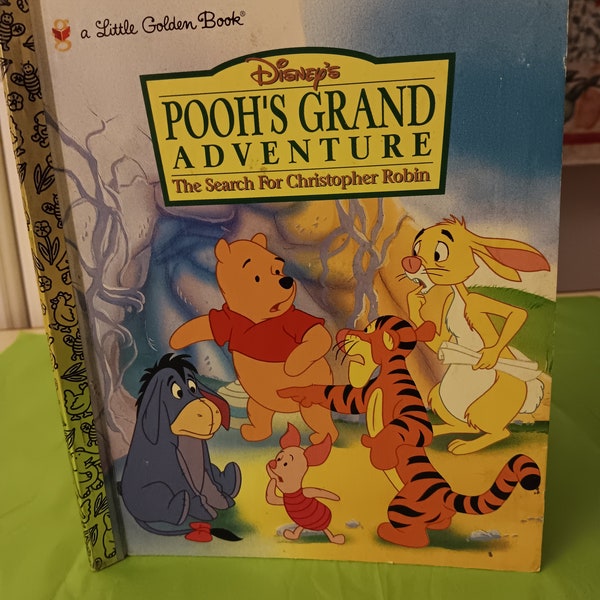 a Little Golden Book®
Disney's
POOH'S GRAND
ADVENTURE
The Search For Christopher Robin